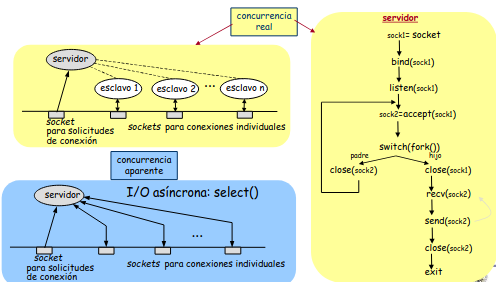 concurrencia
real
servidor
esclavo 1
esclavo 2
...
esclavo n
socket
para solicitudes
de conexión
sockets para conexiones individuales
concurrencia
aparente
I/O asíncrona: select()
servidor
...
socket
para solicitudes
de conexión
sockets para conexiones individuales
servidor
sock1= socket
bind(sock1)
listen(sock1)
sock2=accept(sock1)
switch(fork())
padre
hijo
close(sock2)
close(sock1)
recv(sock2)
send(sock2)
close(sock2)
exit